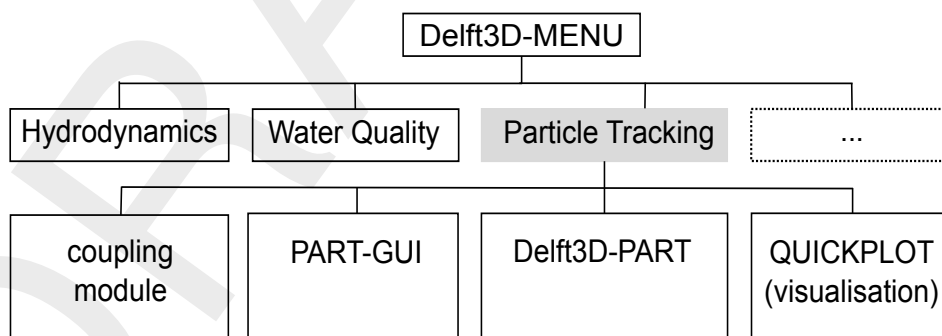 Delft3D-MENU
Hydrodynamics
Water Quality
Particle Tracking
...
coupling
module
PART-GUI
Delft3D-PART
QUICKPLOT
(visualisation)